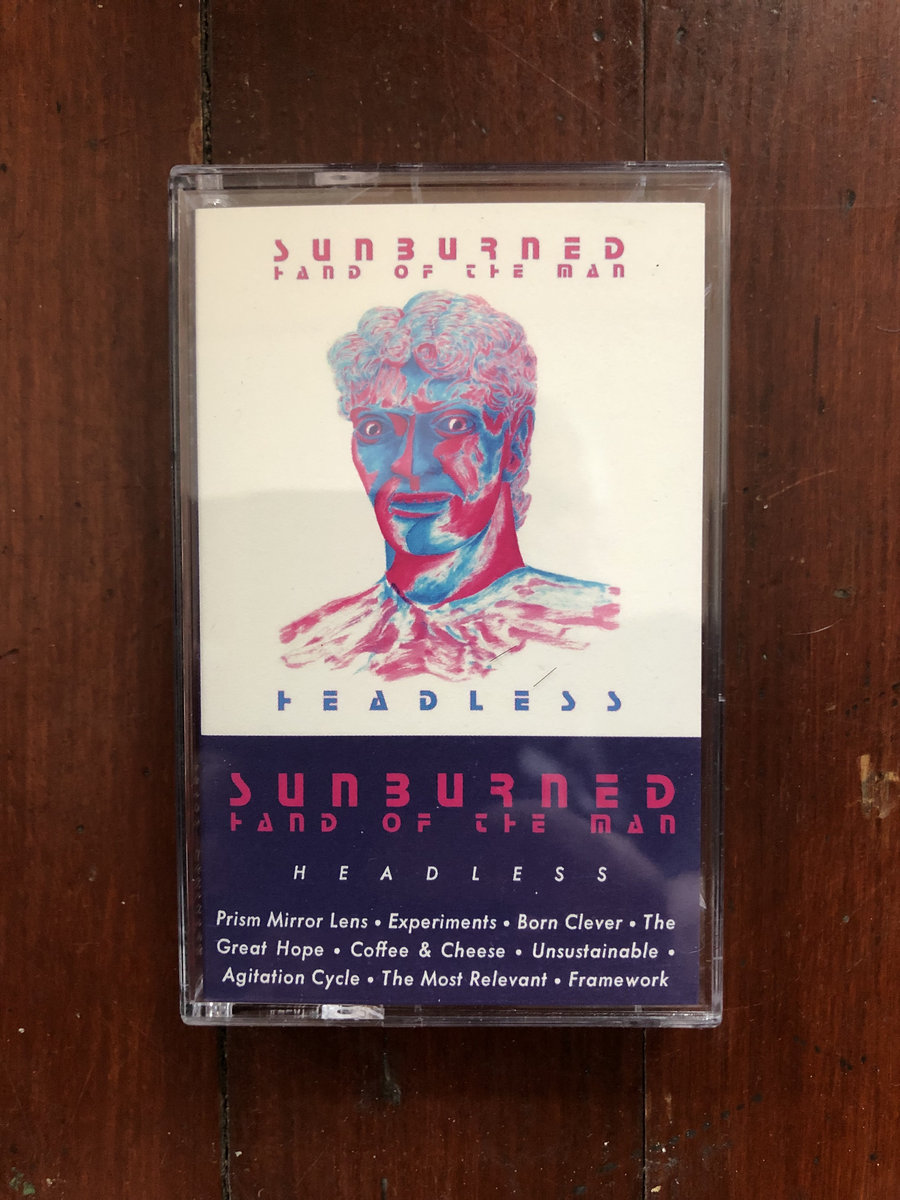 SUNBURNED
HAND OF THE MAN
HEADLESS
SUNBURNED
HAND OF THE MAN
HEADLESS
Prism Mirror Lens • Experiments • Born Clever • The
Great Hope • Coffee & Cheese • Unsustainable •
Agitation Cycle • The Most Relevant • Framework